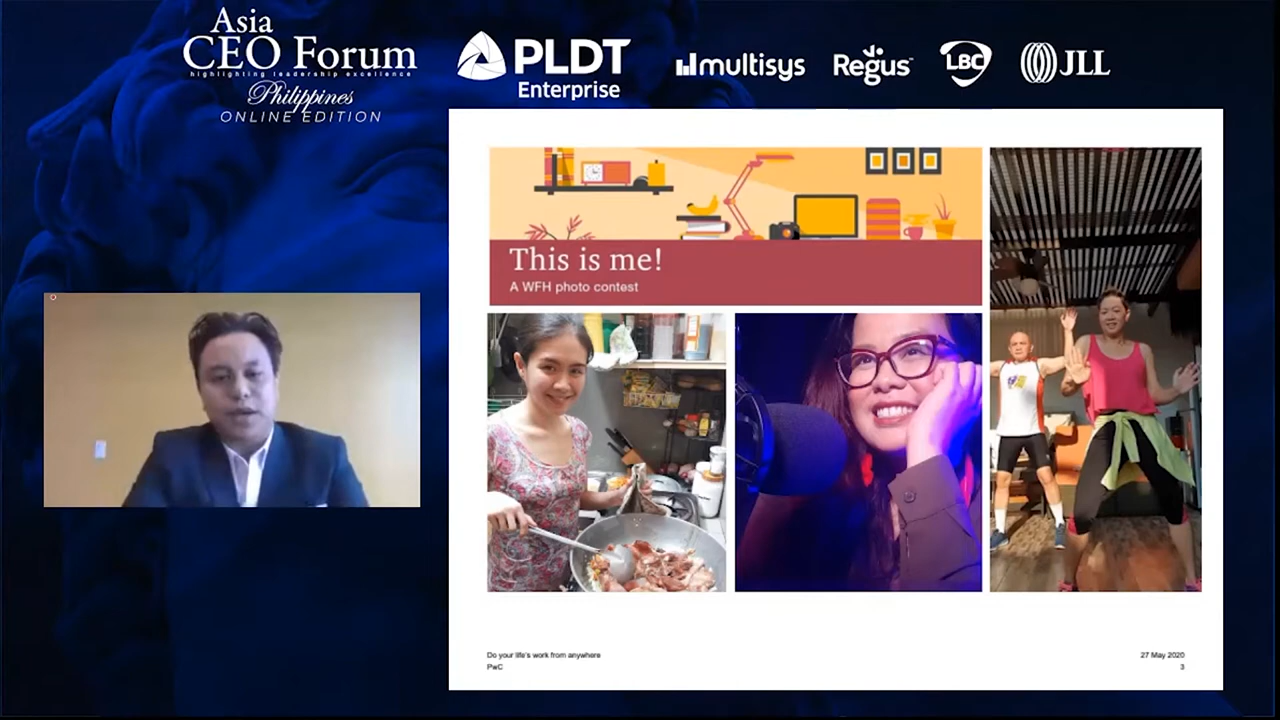 Asia
CEO Forum
highlighting leadership excellence
Philippines
ONLINE EDITION
PLDT
Enterprise
multisys
Regus
LBC
JLL
This is me!
A WFH photo contest
Do your life's work from anywhere
PwC
27 May 2020
3